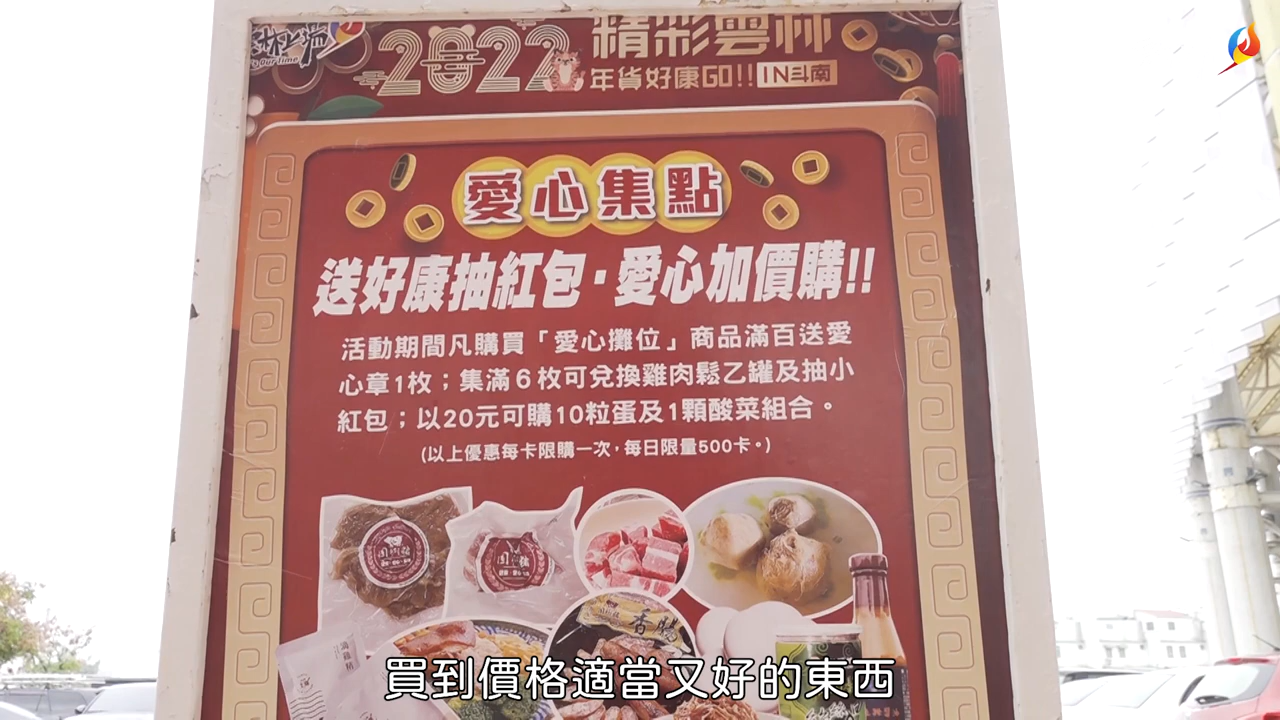 2022 精彩雲林
年貨好康GO!! IN斗南
's Our Time
愛心集點
送好康抽紅包·愛心加價購!!
活動期間凡購買「愛心攤位」商品滿百送愛
心章1枚；集滿6枚可兌換雞肉鬆乙罐及抽小
紅包；以20元可購10粒蛋及1顆酸菜組合。
(以上優惠每卡限購一次，每日限量500卡。)
香腸
買到價格適當又好的東西